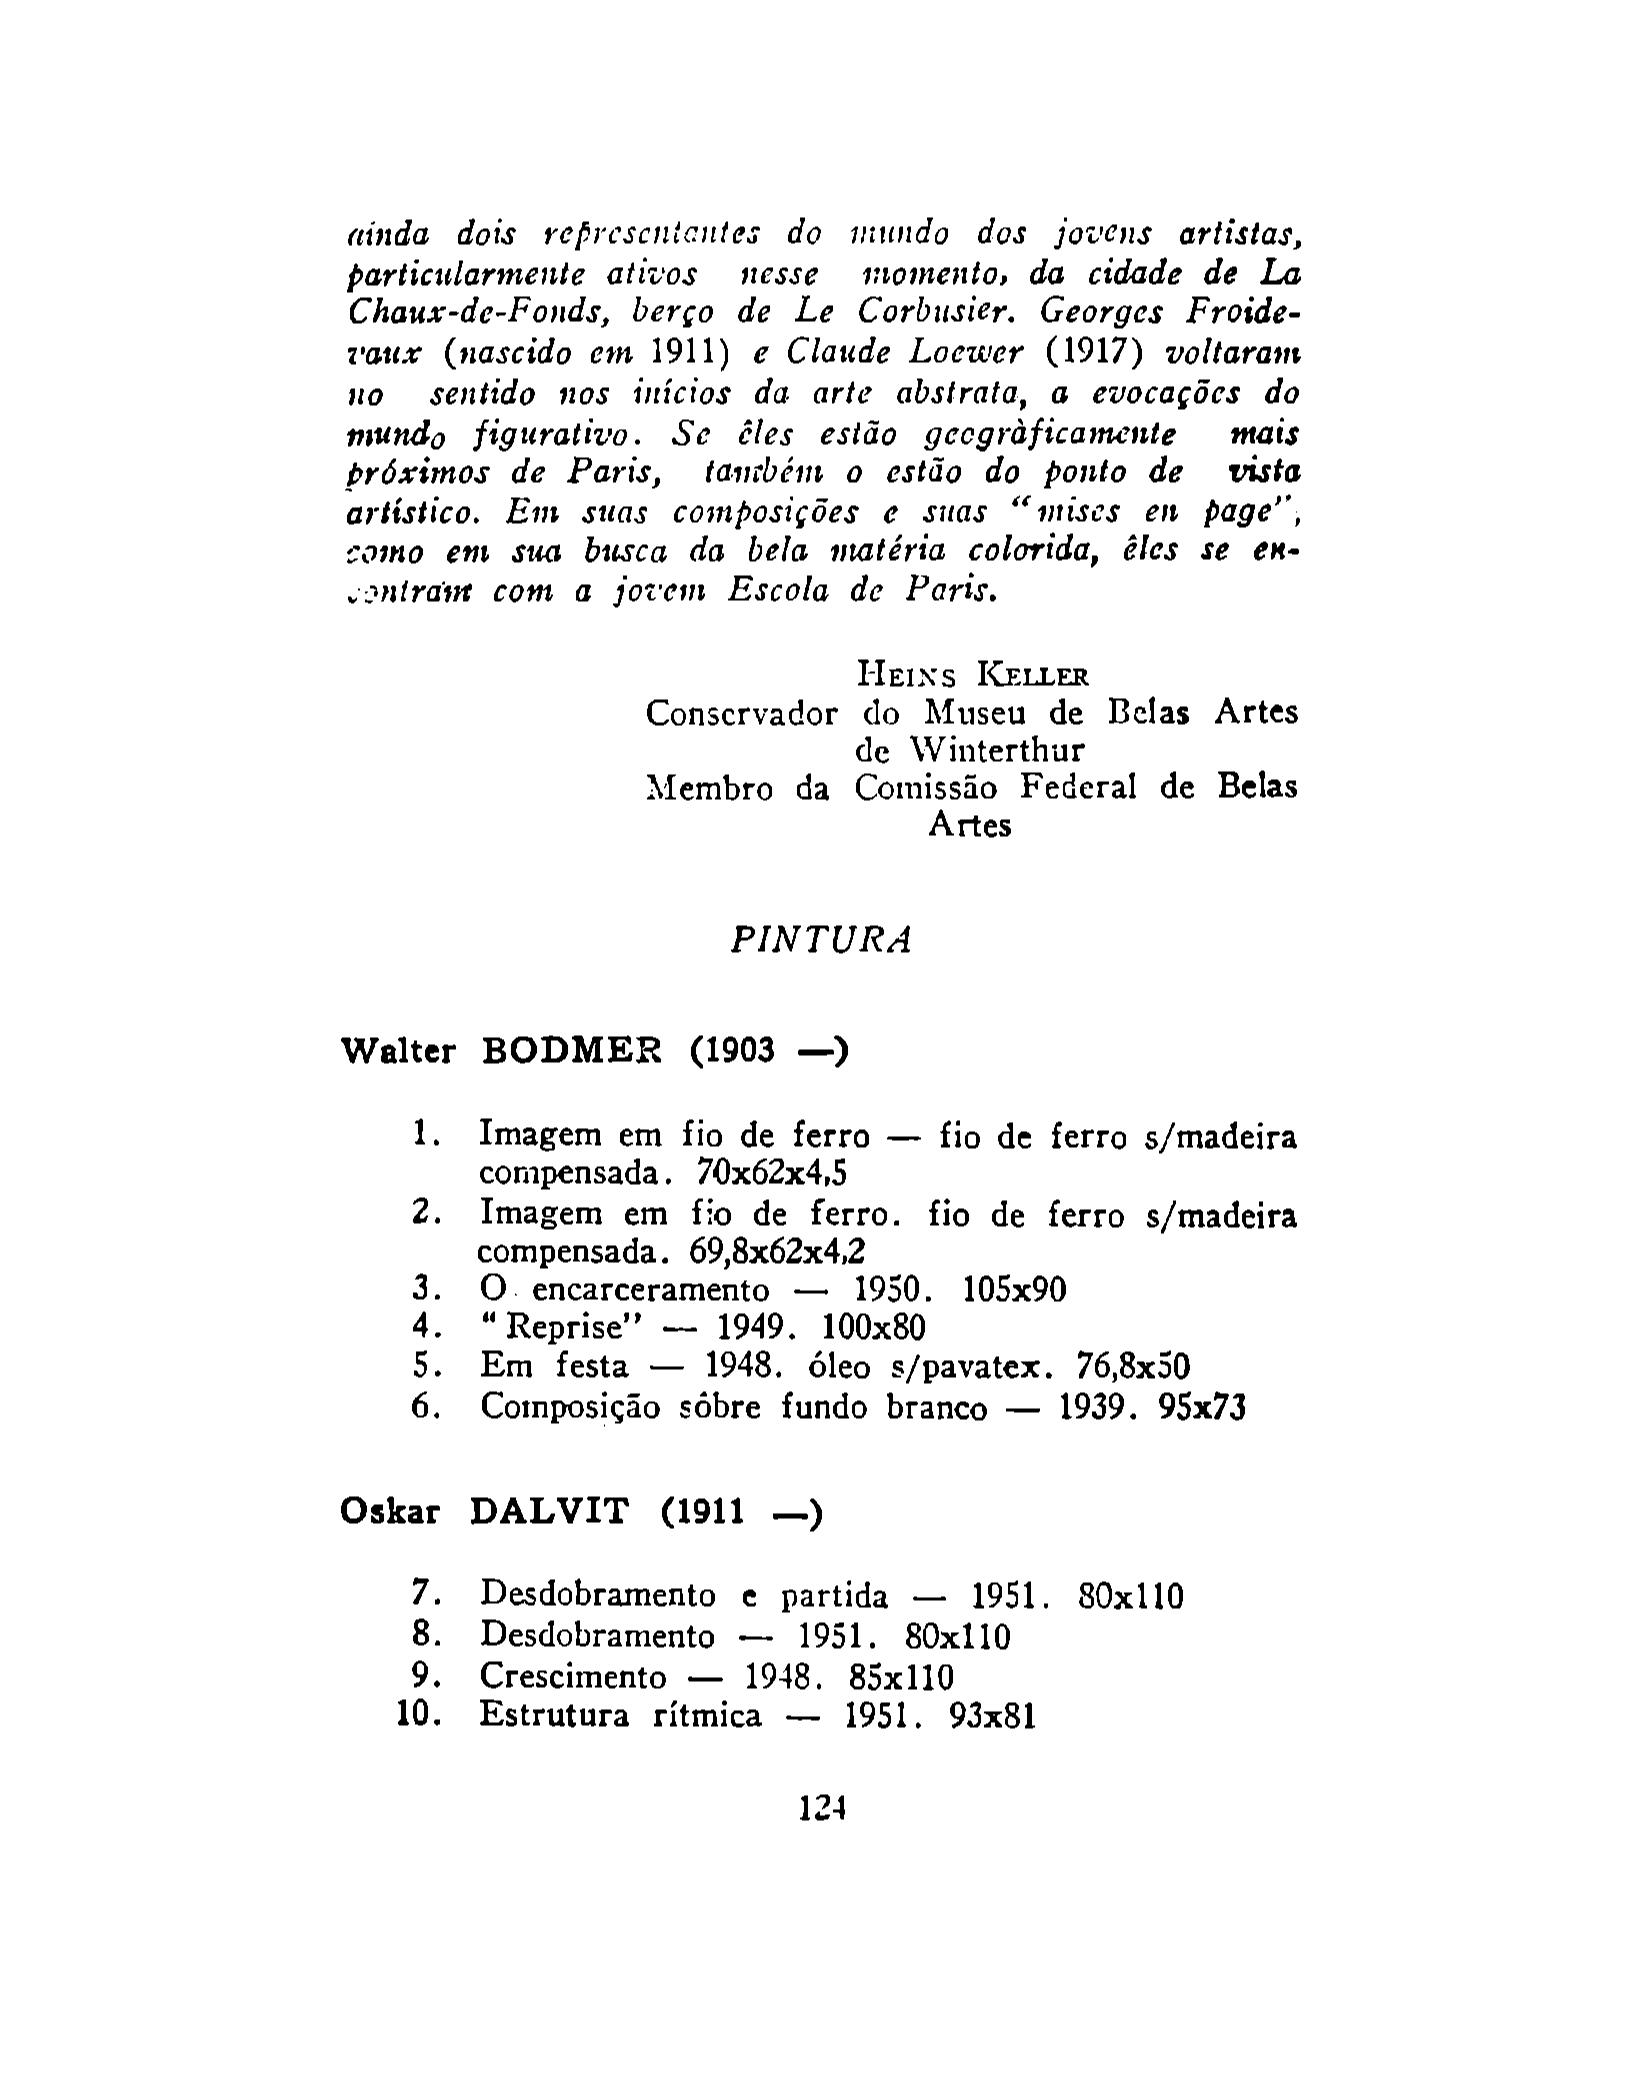 ainda dois representantes do mundo dos jovens artistas,
particularmente ativos nesse momento, da cidade de La
Chaux-de-Fonds, berço de Le Corbusier. Georges Froide-
vaux (nascido em 1911) e Claude Loewer (1917) voltaram
no sentido nos inícios da arte abstrata, a evocações do
mundo figurativo. Se êles estão geogràficamente mais
próximos de Paris, também o estão do ponto de vista
artístico. Em suas composições e suas "mises en page",
como em sua busca da bela matéria colorida, êles se en-
contram com a jovem Escola de Paris.
HEINS KELLER
Conservador do Museu de Belas Artes
de Winterthur
Membro da Comissão Federal de Belas
Artes
PINTURA
Walter BODMER (1903 —)
1. Imagem em fio de ferro — fio de ferro s/madeira
compensada. 70x62x4,5
2. Imagem em fio de ferro. fio de ferro s/madeira
compensada. 69,8x62x4,2
3. O encarceramento — 1950. 105x90
4. "Reprise" — 1949. 100x80
5. Em festa — 1948. óleo s/pavatex. 76,8x50
6. Composição sôbre fundo branco — 1939. 95x73
Oskar DALVIT (1911 —)
7. Desdobramento e partida — 1951. 80x110
8. Desdobramento — 1951. 80x110
9. Crescimento — 1948. 85x110
10. Estrutura rítmica — 1951. 93x81
124